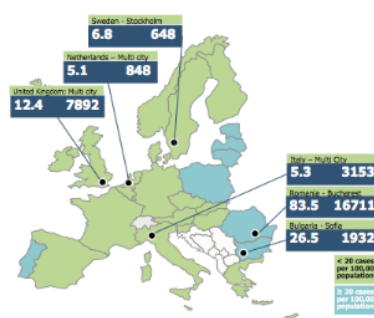 Sweden - Stockholm
6.8 648
Netherlands – Multi city
5.1 848
United Kingdom: Multi city
12.4 7892
Italy – Multi City
5.3 3153
Romania - Bucharest
83.5 16711
Bulgaria - Sofia
26.5 1932
< 20 cases
per 100,000
population
≥ 20 cases
per 100,000
population